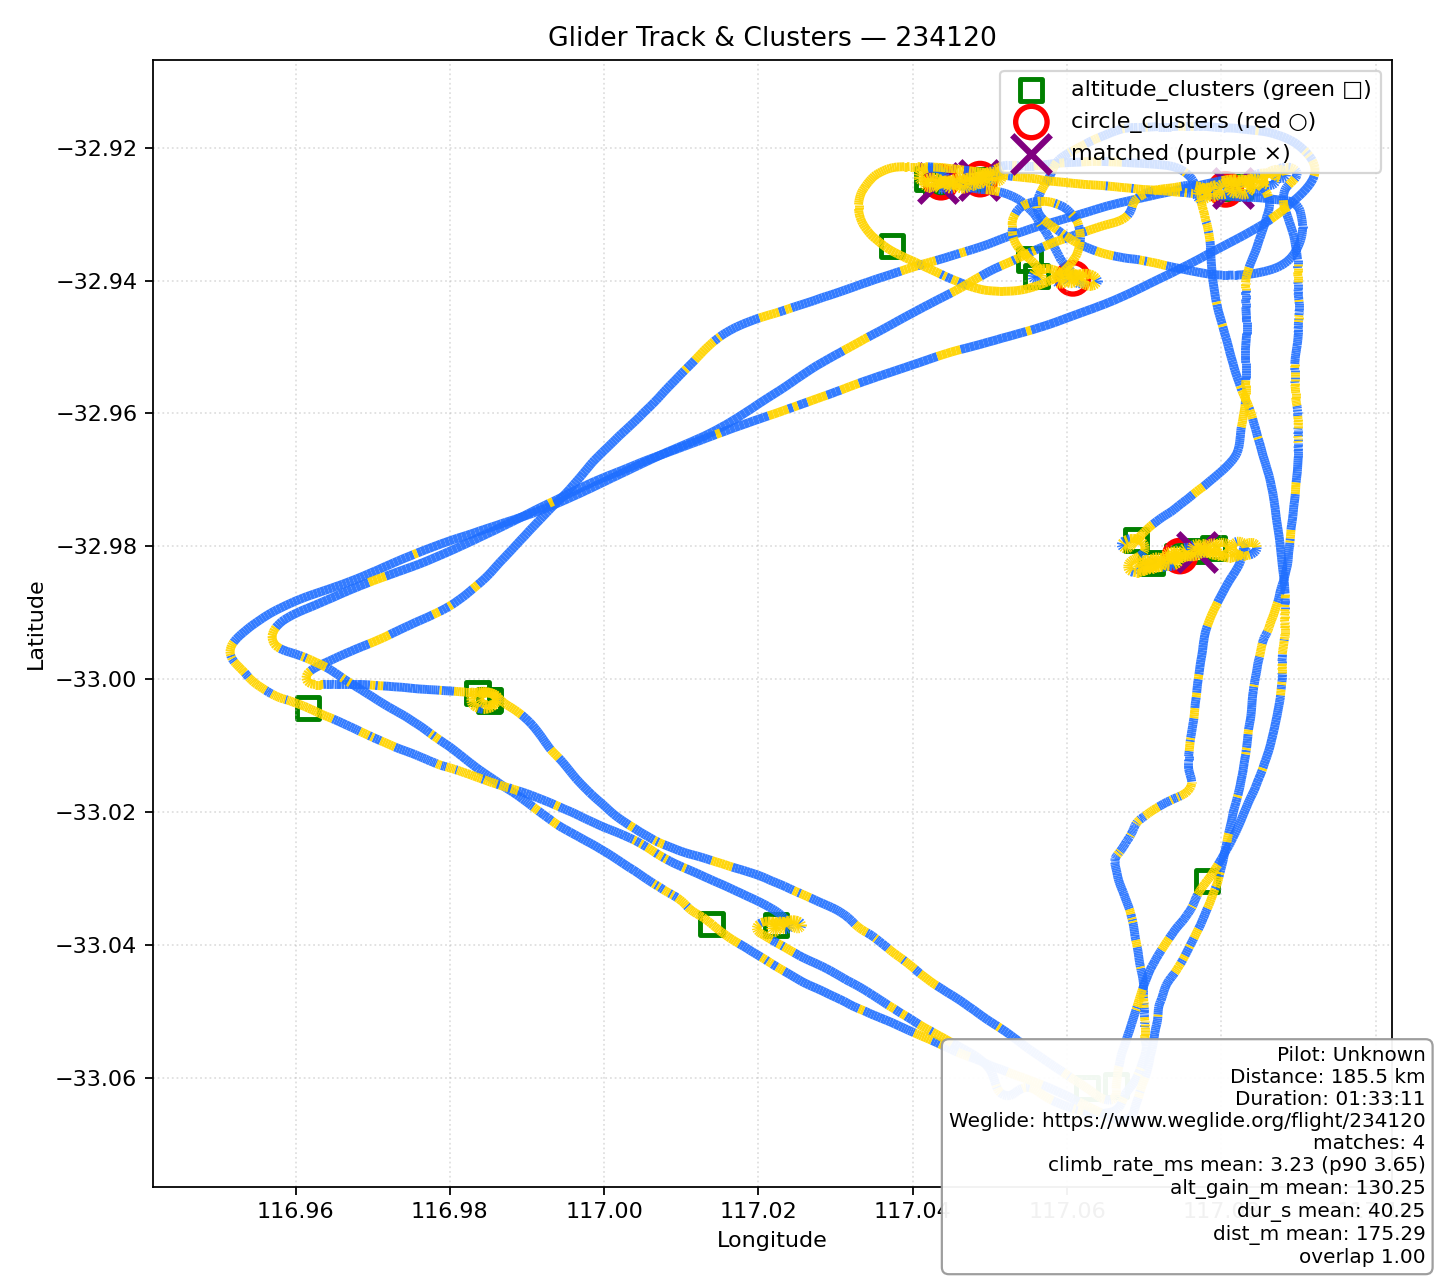 Glider Track & Clusters — 234120
altitude_clusters (green □)
circle_clusters (red ○)
matched (purple ×)
−32.92
−32.94
−32.96
−32.98
−33.00
−33.02
−33.04
−33.06
Latitude
116.96
116.98
117.00
117.02
117.04
117.06
Longitude
Pilot: Unknown
Distance: 185.5 km
Duration: 01:33:11
Weglide: https://www.weglide.org/flight/234120
matches: 4
climb_rate_ms mean: 3.23 (p90 3.65)
alt_gain_m mean: 130.25
dur_s mean: 40.25
dist_m mean: 175.29
overlap 1.00